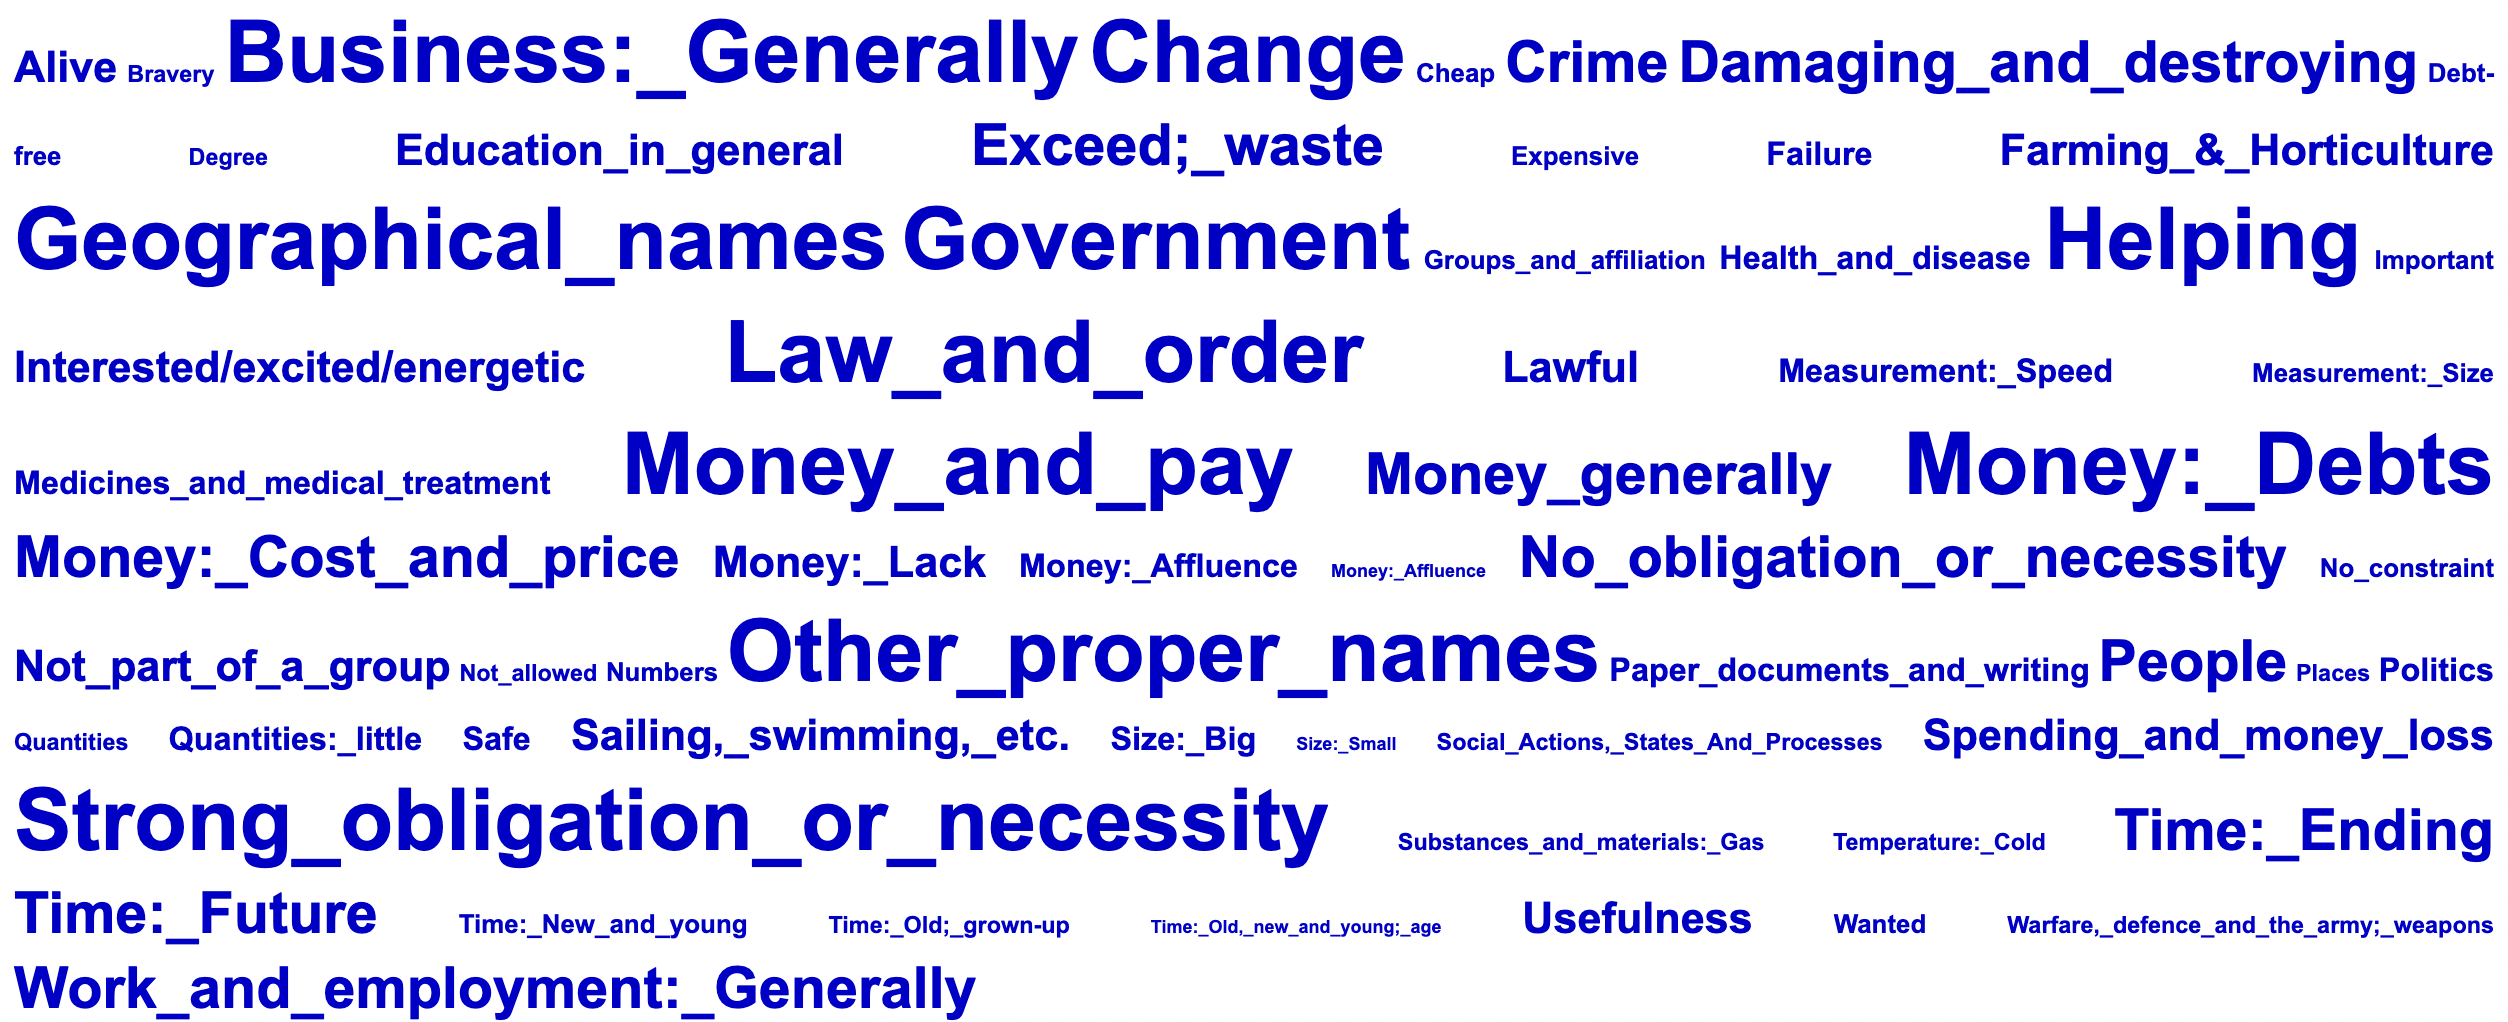 Alive Bravery Business:_Generally Change Cheap Crime Damaging_and_destroying Debt-
free Degree Education_in_general Exceed;_waste Expensive Failure Farming_&_Horticulture
Geographical_names Government Groups_and_affiliation Health_and_disease Helping Important
Interested/excited/energetic Law_and_order Lawful Measurement:_Speed Measurement:_Size
Medicines_and_medical_treatment Money_and_pay Money_generally Money:_Debts
Money:_Cost_and_price Money:_Lack Money:_Affluence Money:_Affluence No_obligation_or_necessity No_constraint
Not_part_of_a_group Not_allowed Numbers Other_proper_names Paper_documents_and_writing People Places Politics
Quantities Quantities:_little Safe Sailing,_swimming,_etc. Size:_Big Size:_Small Social_Actions,_States_And_Processes Spending_and_money_loss
Strong_obligation_or_necessity Substances_and_materials:_Gas Temperature:_Cold Time:_Ending
Time:_Future Time:_New_and_young Time:_Old;_grown-up Time:_Old,_new_and_young;_age Usefulness Wanted Warfare,_defence_and_the_army;_weapons
Work_and_employment:_Generally